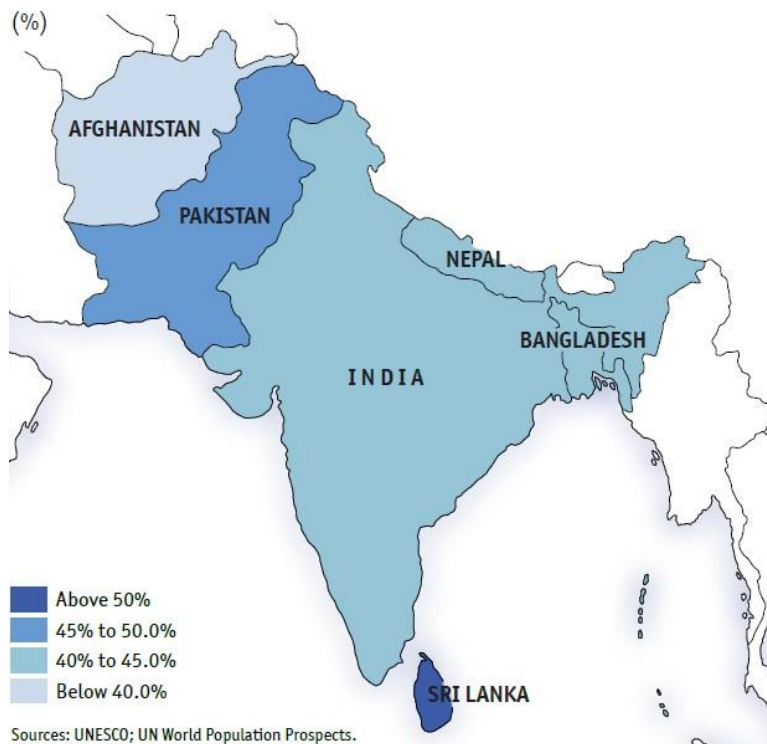 (%)
AFGHANISTAN
PAKISTAN
NEPAL
BANGLADESH
INDIA
Above 50%
45% to 50.0%
40% to 45.0%
Below 40.0%
SRI LANKA
Sources: UNESCO; UN World Population Prospects.